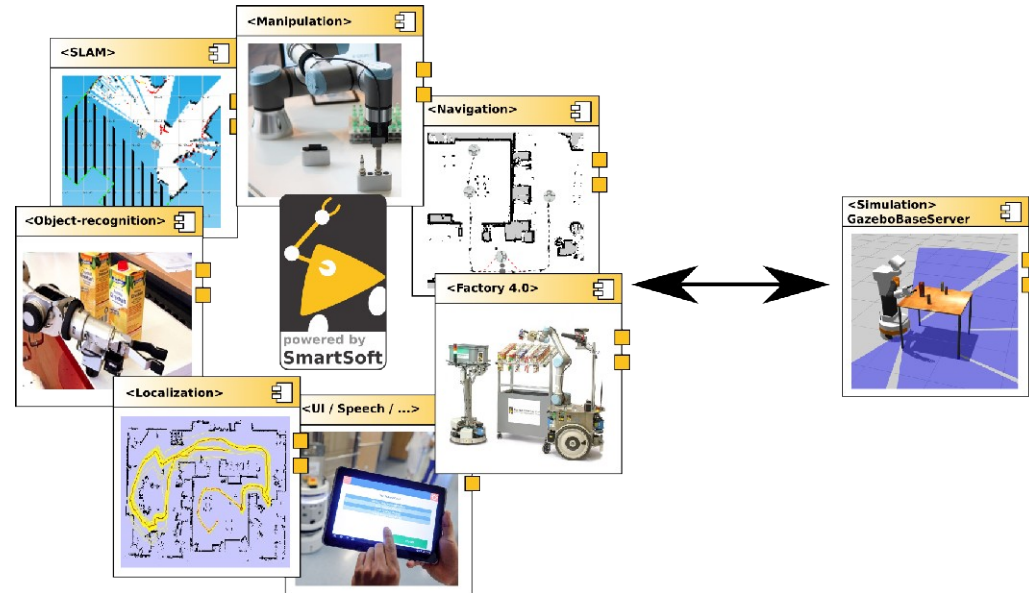 <Manipulation>
<SLAM>
<Navigation>
<Object-recognition>
<Simulation>
GazeboBaseServer
<Factory 4.0>
powered by
SmartSoft
<Localization>
<UI / Speech / ...>